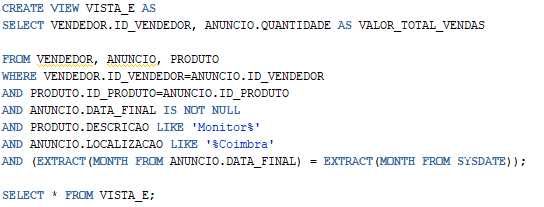 CREATE VIEW VISTA_E AS
SELECT VENDEDOR.ID_VENDEDOR, ANUNCIO.QUANTIDADE AS VALOR_TOTAL_VENDAS
FROM VENDEDOR, ANUNCIO, PRODUTO
WHERE VENDEDOR.ID_VENDEDOR=ANUNCIO.ID_VENDEDOR
AND PRODUTO.ID_PRODUTO=ANUNCIO.ID_PRODUTO
AND ANUNCIO.DATA_FINAL IS NOT NULL
AND PRODUTO.DESCRICAO LIKE 'Monitor%'
AND ANUNCIO.LOCALIZACAO LIKE '%Coimbra'
AND (EXTRACT(MONTH FROM ANUNCIO.DATA_FINAL) = EXTRACT(MONTH FROM SYSDATE));
SELECT * FROM VISTA_E;